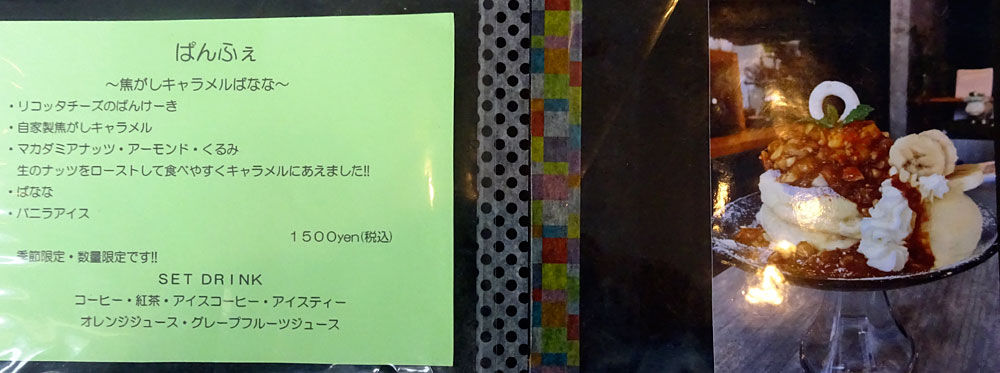 ぱんふぇ
～焦がしキャラメルばなな～
・リコッタチーズのぱんけーき
・自家製焦がしキャラメル
・マカダミアナッツ・アーモンド・くるみ
生のナッツをローストして食べやすくキャラメルにあえました!!
・ばなな
・バニラアイス
1500yen(税込)
季節限定・数量限定です!!
SET DRINK
コーヒー・紅茶・アイスコーヒー・アイスティー
オレンジジュース・グレープフルーツジュース